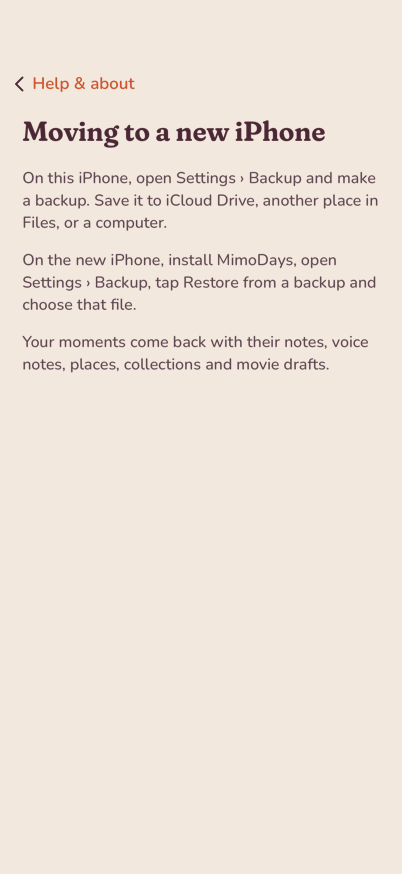 Help & about
Moving to a new iPhone
On this iPhone, open Settings › Backup and make
a backup. Save it to iCloud Drive, another place in
Files, or a computer.
On the new iPhone, install MimoDays, open
Settings › Backup, tap Restore from a backup and
choose that file.
Your moments come back with their notes, voice
notes, places, collections and movie drafts.